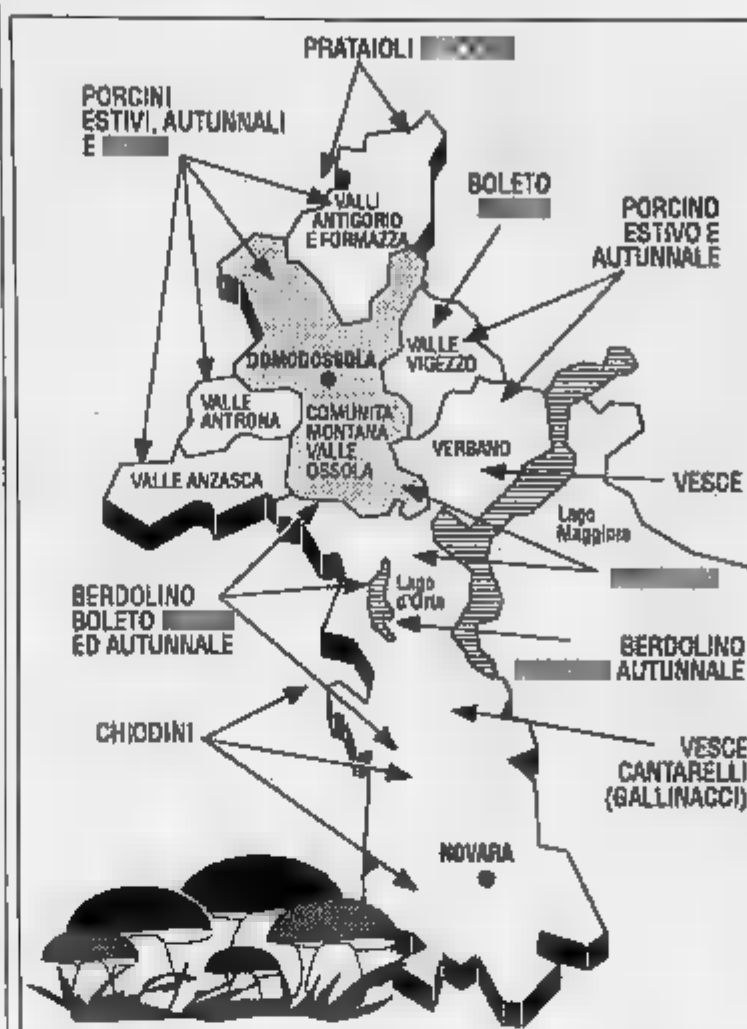 PRATAIOLI
PORCINI
ESTIVI, AUTUNNALI
E
BOLETO
PORCINO
ESTIVO E
AUTUNNALE
VALLI
ANTIGORIO
E FORMAZZA
DOMODOSSOLA
VALLE
VIGEZZO
VALLE
ANTRONA
COMUNITA
MONTANA
VALLE
OSSOLA
VERBANO
VALLE ANZASCA
VESCE
Lago
Maggiore
BERDOLINO
BOLETO
ED AUTUNNALE
Lago
BERDOLINO
AUTUNNALE
CHIODINI
VESCE
CANTARELLI
(GALLINACCI)
NOVARA